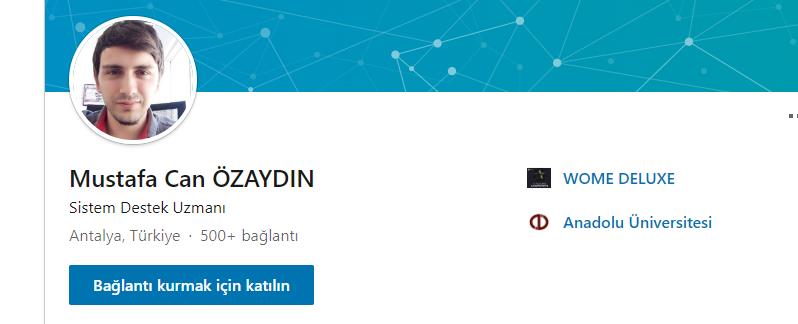 Mustafa Can ÖZAYDIN
Sistem Destek Uzmanı
Antalya, Türkiye · 500+ bağlantı
Bağlantı kurmak için katılın
WOME DELUXE
Anadolu Üniversitesi